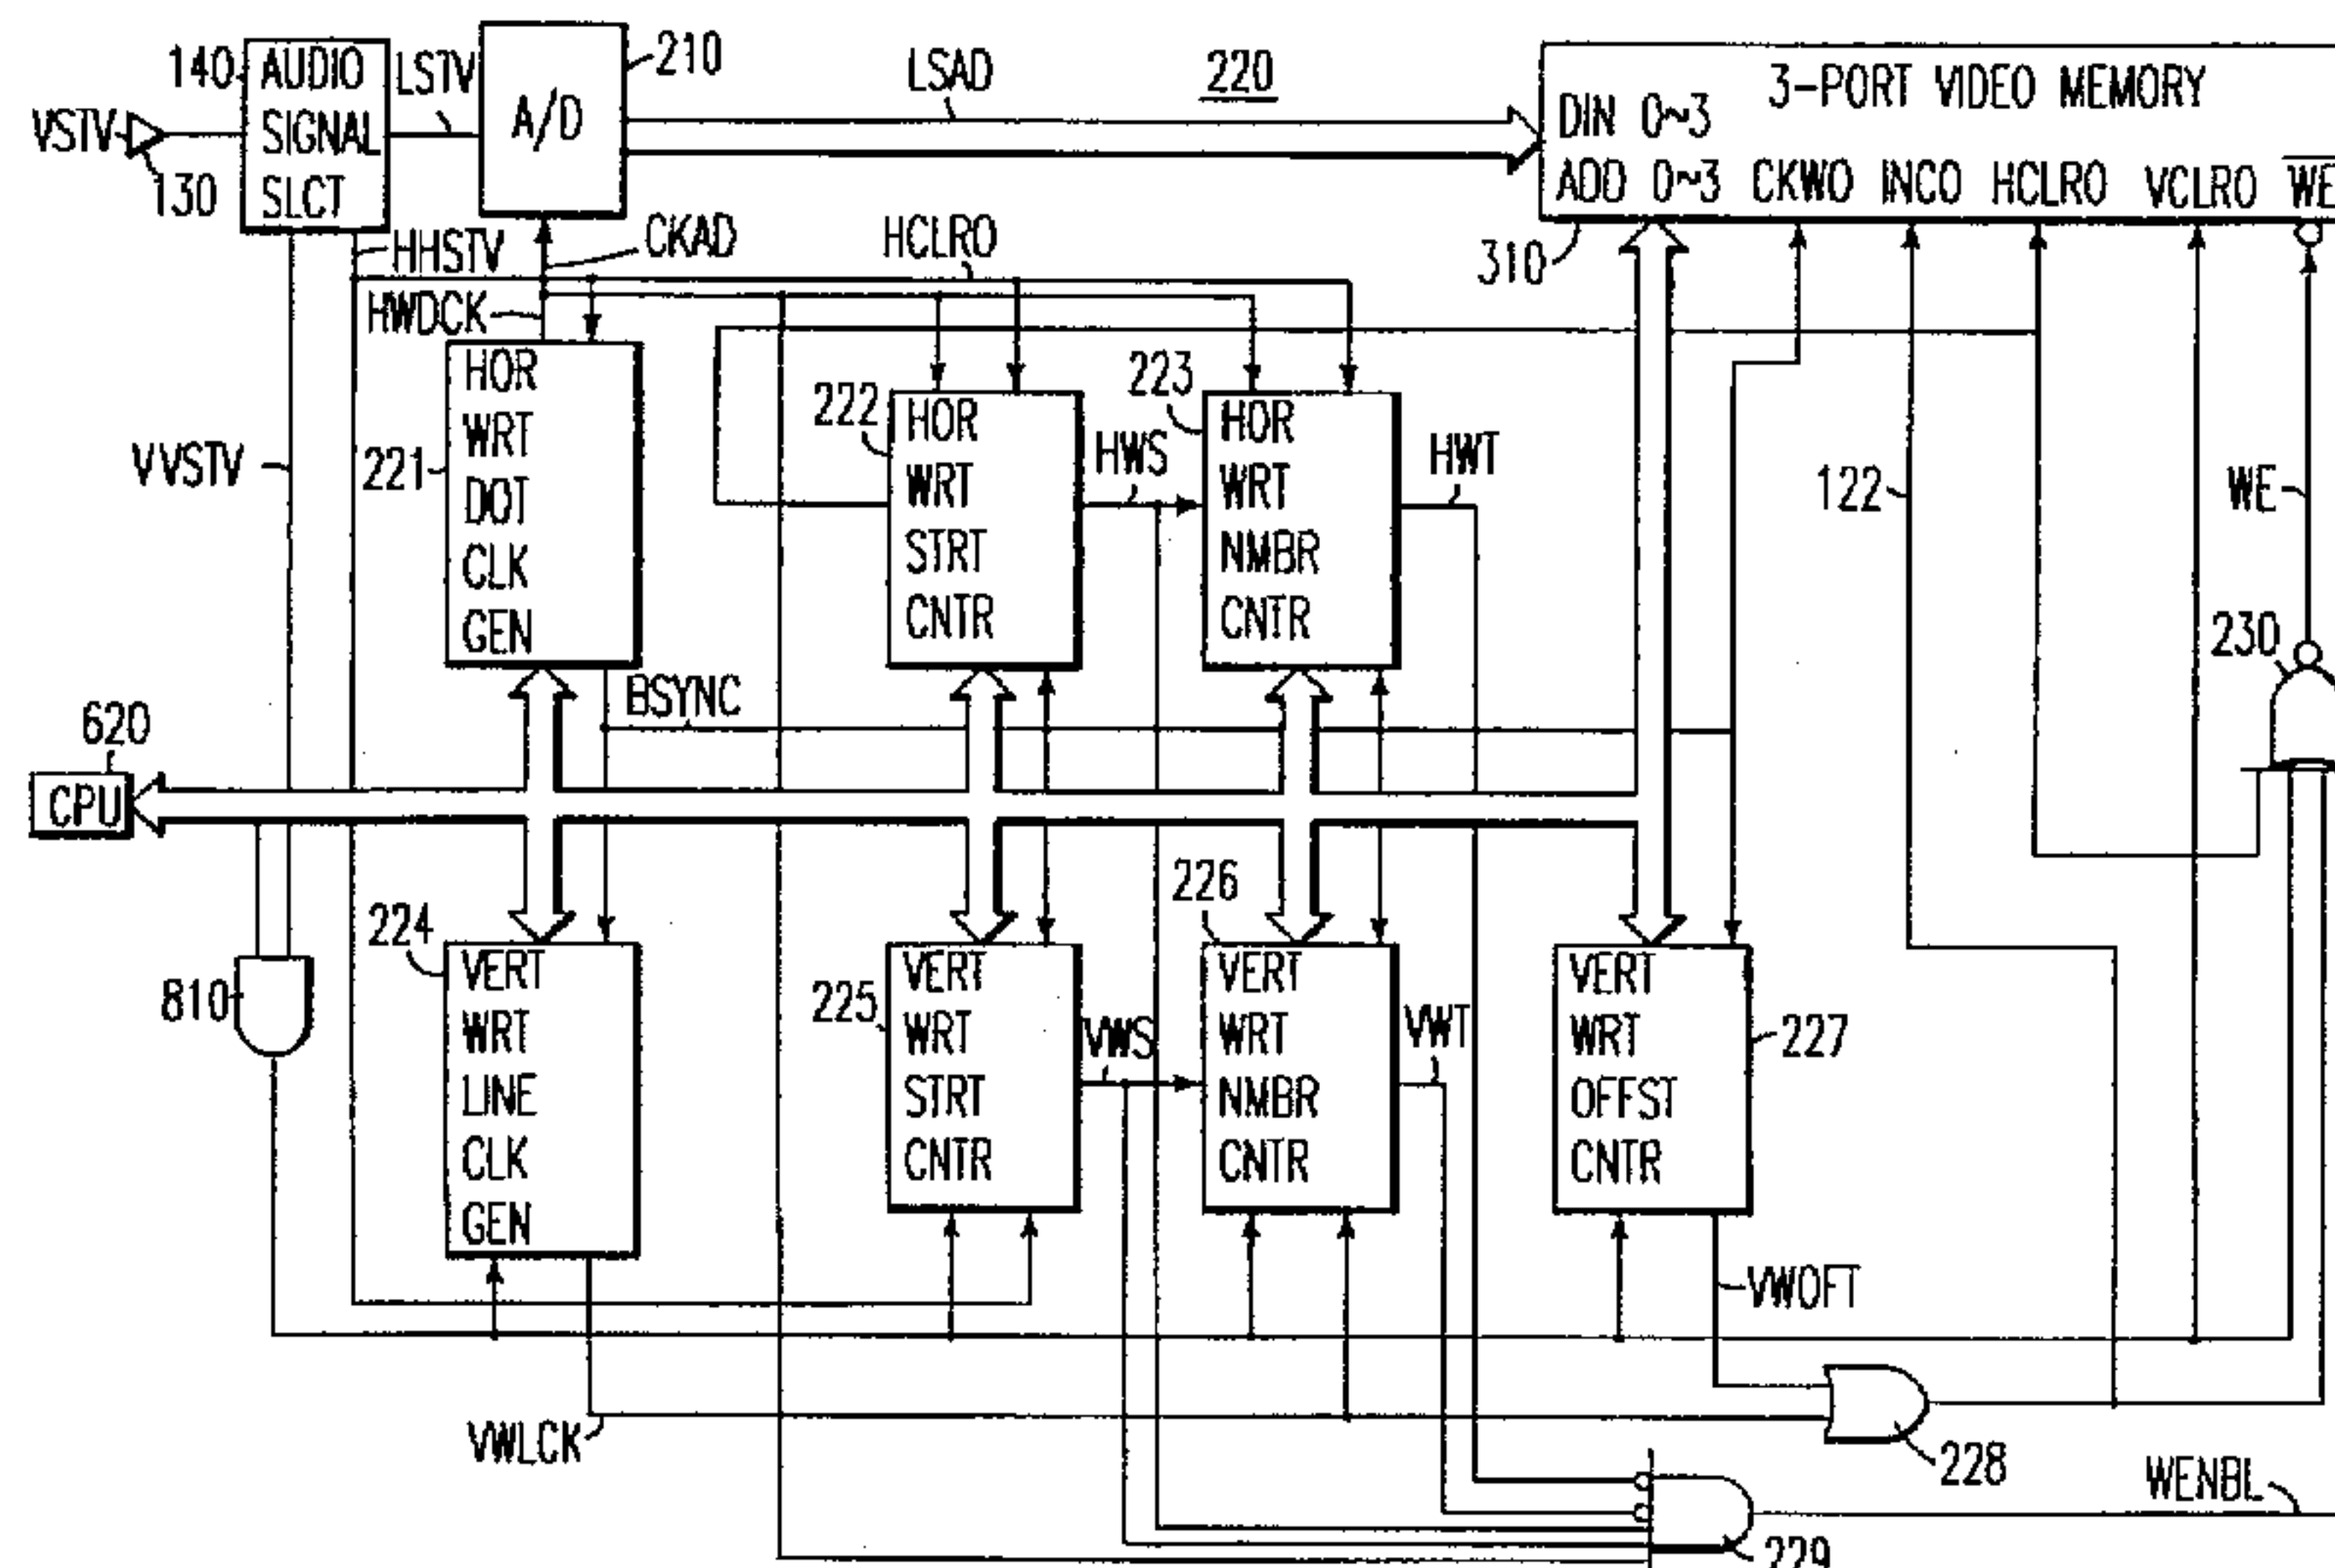 140
AUDIO
SIGNAL
SLCT
LSTV
A/D
210
LSAD
220
3-PORT VIDEO MEMORY
DIN 0~3
ADD 0~3 CKWO INCO HCLRO VCLRO WE
VSTV
130
HHSTV
CKAD
HCLRO
310
HWDCK
VVSTV
221
HOR
WRT
DOT
CLK
GEN
222
HOR
WRT
STRT
CNTR
HWS
223
HOR
WRT
NMBR
CNTR
HWT
122
WE
230
BSYNC
620
CPU
810
224
VERT
WRT
LINE
CLK
GEN
225
VERT
WRT
STRT
CNTR
VWS
226
VERT
WRT
NMBR
CNTR
VWT
VERT
WRT
OFFST
CNTR
227
VWOFT
VWLCK
228
WENBL
229